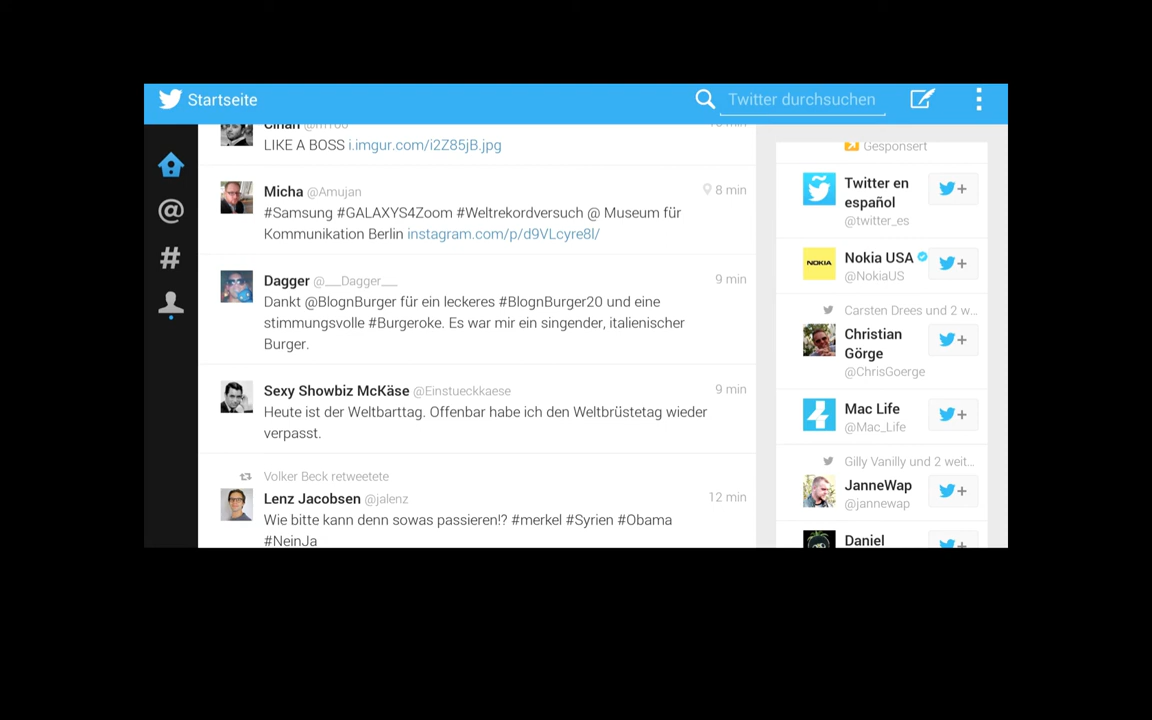 Startseite
Twitter durchsuchen
LIKE A BOSS i.imgur.com/i2Z85jB.jpg
Micha @Amujan
8 min
#Samsung #GALAXYS4Zoom #Weltrekordversuch @ Museum für
Kommunikation Berlin instagram.com/p/d9VLcyre8l/
Dagger @___Dagger___
9 min
Dankt @BlognBurger für ein leckeres #BlognBurger20 und eine
stimmungsvolle #Burgeroke. Es war mir ein singender, italienischer
Burger.
Sexy Showbiz McKäse @Einstueckkaese
9 min
Heute ist der Weltbarttag. Offenbar habe ich den Weltbrüstetag wieder
verpasst.
Volker Beck retweetete
Lenz Jacobsen @jalenz
12 min
Wie bitte kann denn sowas passieren!? #merkel #Syrien #Obama
#NeinJa
Gesponsert
Twitter en
español
@twitter_es
NOKIA
Nokia USA
@NokiaUS
Carsten Drees und 2 w...
Christian
Görge
@ChrisGoerge
Mac Life
@Mac_Life
Gilly Vanilly und 2 weit...
JanneWap
@jannewap
Daniel